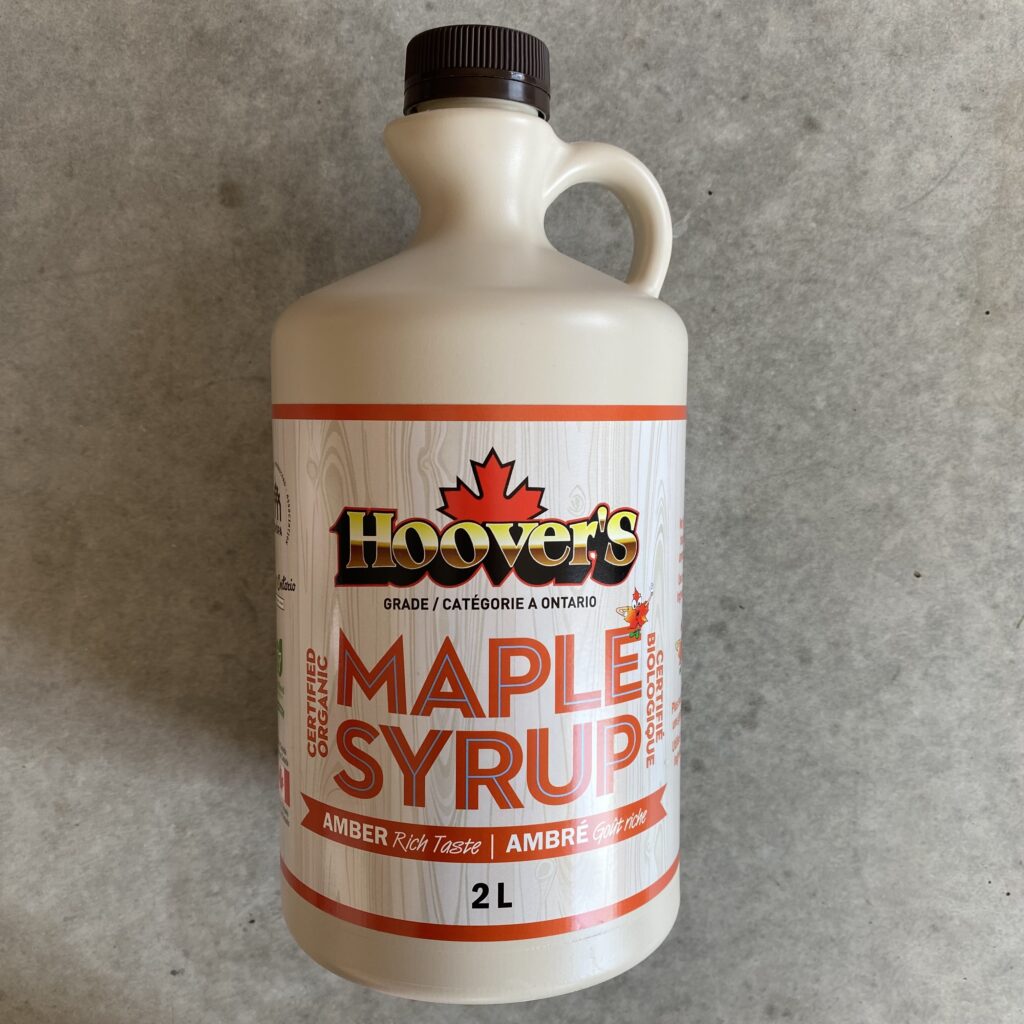 Hoover's
GRADE / CATÉGORIE A ONTARIO
CERTIFIED
ORGANIC
MAPLE
SYRUP
CERTIFIÉ
BIOLOGIQUE
AMBER Rich Taste | AMBRÉ Goût riche
2 L